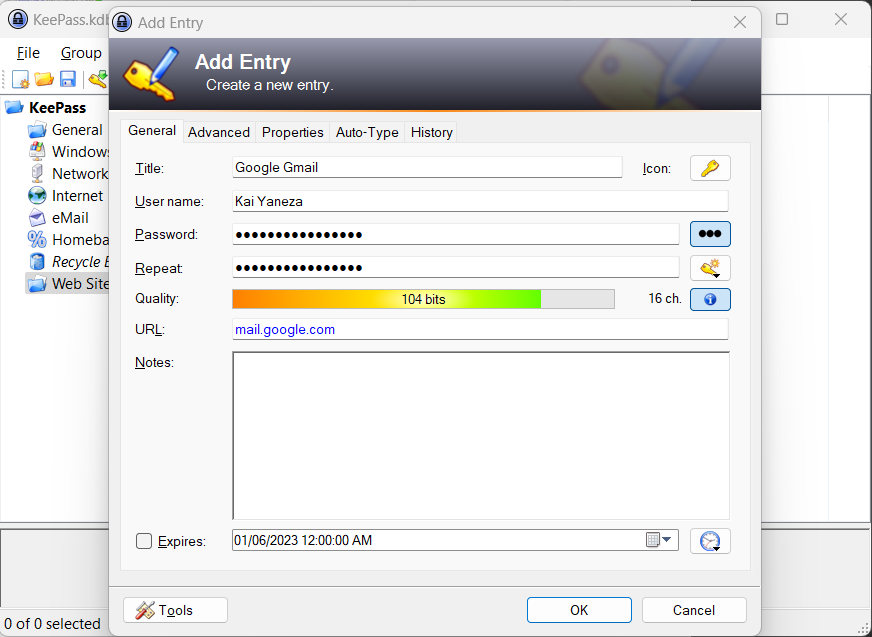 KeePass.kdb
Add Entry
File
Group
Add Entry
Create a new entry.
KeePass
General
Windows
Network
Internet
eMail
Homeba
Recycle B
Web Site
General
Advanced
Properties
Auto-Type
History
Title:
Google Gmail
Icon:
User name:
Kai Yaneza
Password:
●●●●●●●●●●●●●●●●
Repeat:
●●●●●●●●●●●●●●●●
Quality:
104 bits
16 ch.
URL:
mail.google.com
Notes:
Expires:
01/06/2023 12:00:00 AM
Tools
OK
Cancel
0 of 0 selected